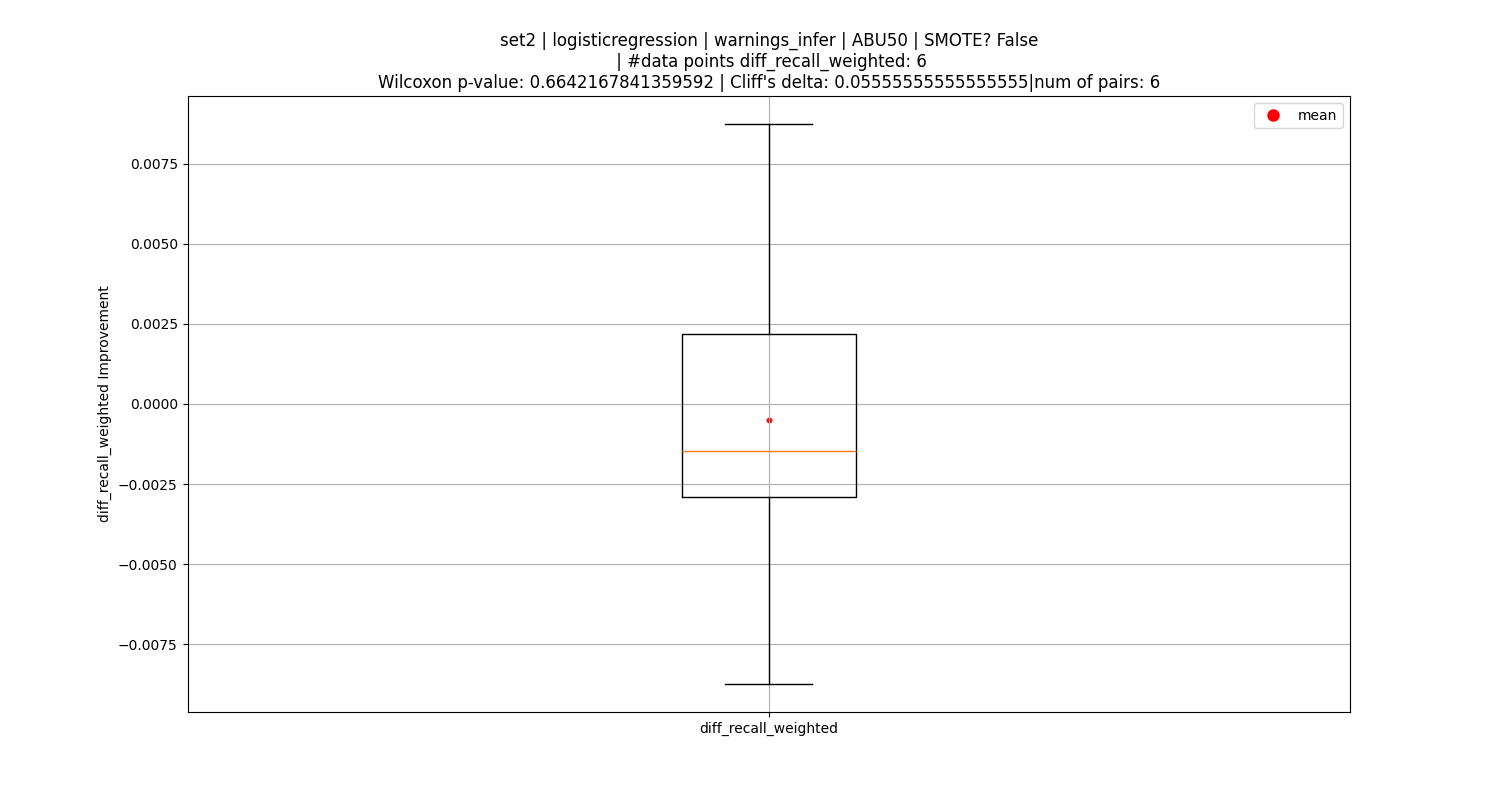 set2 | logisticregression | warnings_infer | ABU50 | SMOTE? False
| #data points diff_recall_weighted: 6
Wilcoxon p-value: 0.6642167841359592 | Cliff's delta: 0.05555555555555555|num of pairs: 6
mean
0.0075
0.0050
0.0025
0.0000
−0.0025
−0.0050
−0.0075
diff_recall_weighted Improvement
diff_recall_weighted